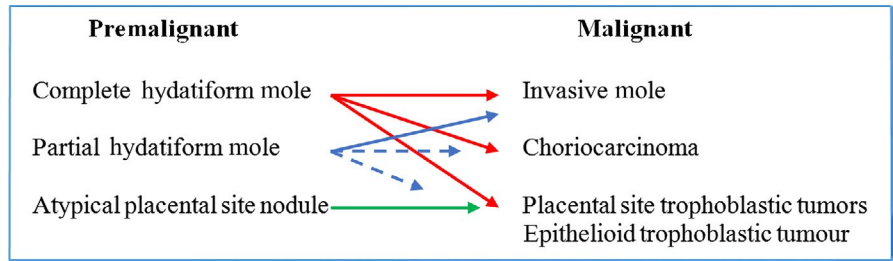 Premalignant Malignant
Complete hydatiform mole Invasive mole
Partial hydatiform mole Choriocarcinoma
Atypical placental site nodule Placental site trophoblastic tumors
Epithelioid trophoblastic tumour